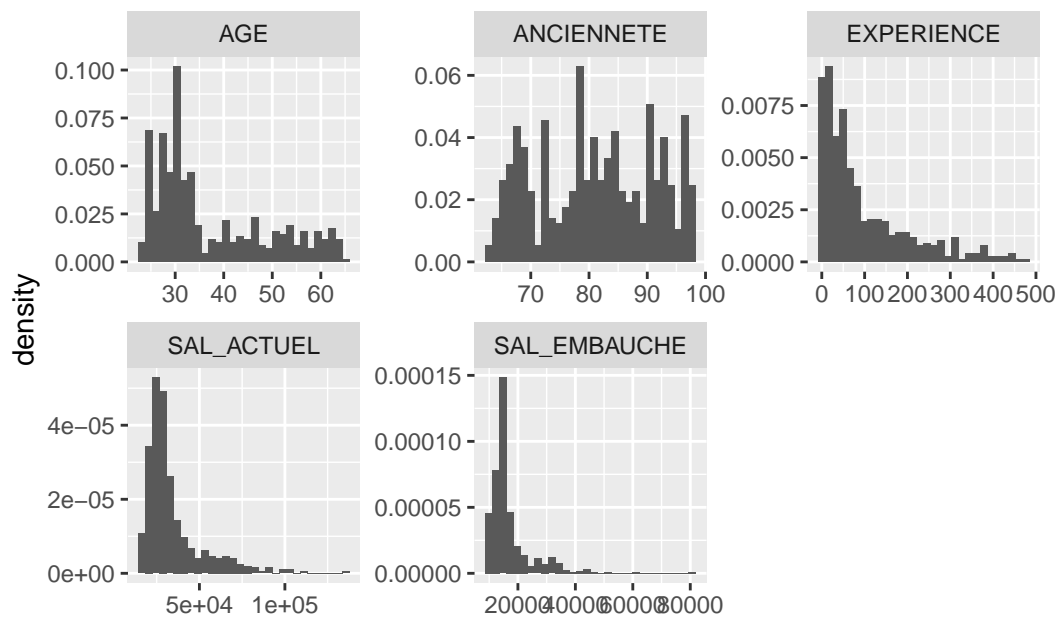 AGE
ANCIENNETE
EXPERIENCE
0.100
0.075
0.050
0.025
0.000
30 40 50 60
0.06
0.04
0.02
0.00
70 80 90 100
0.0075
0.0050
0.0025
0.0000
0 100 200 300 400 500
density
SAL_ACTUEL
SAL_EMBAUCHE
4e−05
2e−05
0e+00
5e+04 1e+05
0.00015
0.00010
0.00005
0.00000
20000 40000 60000 80000